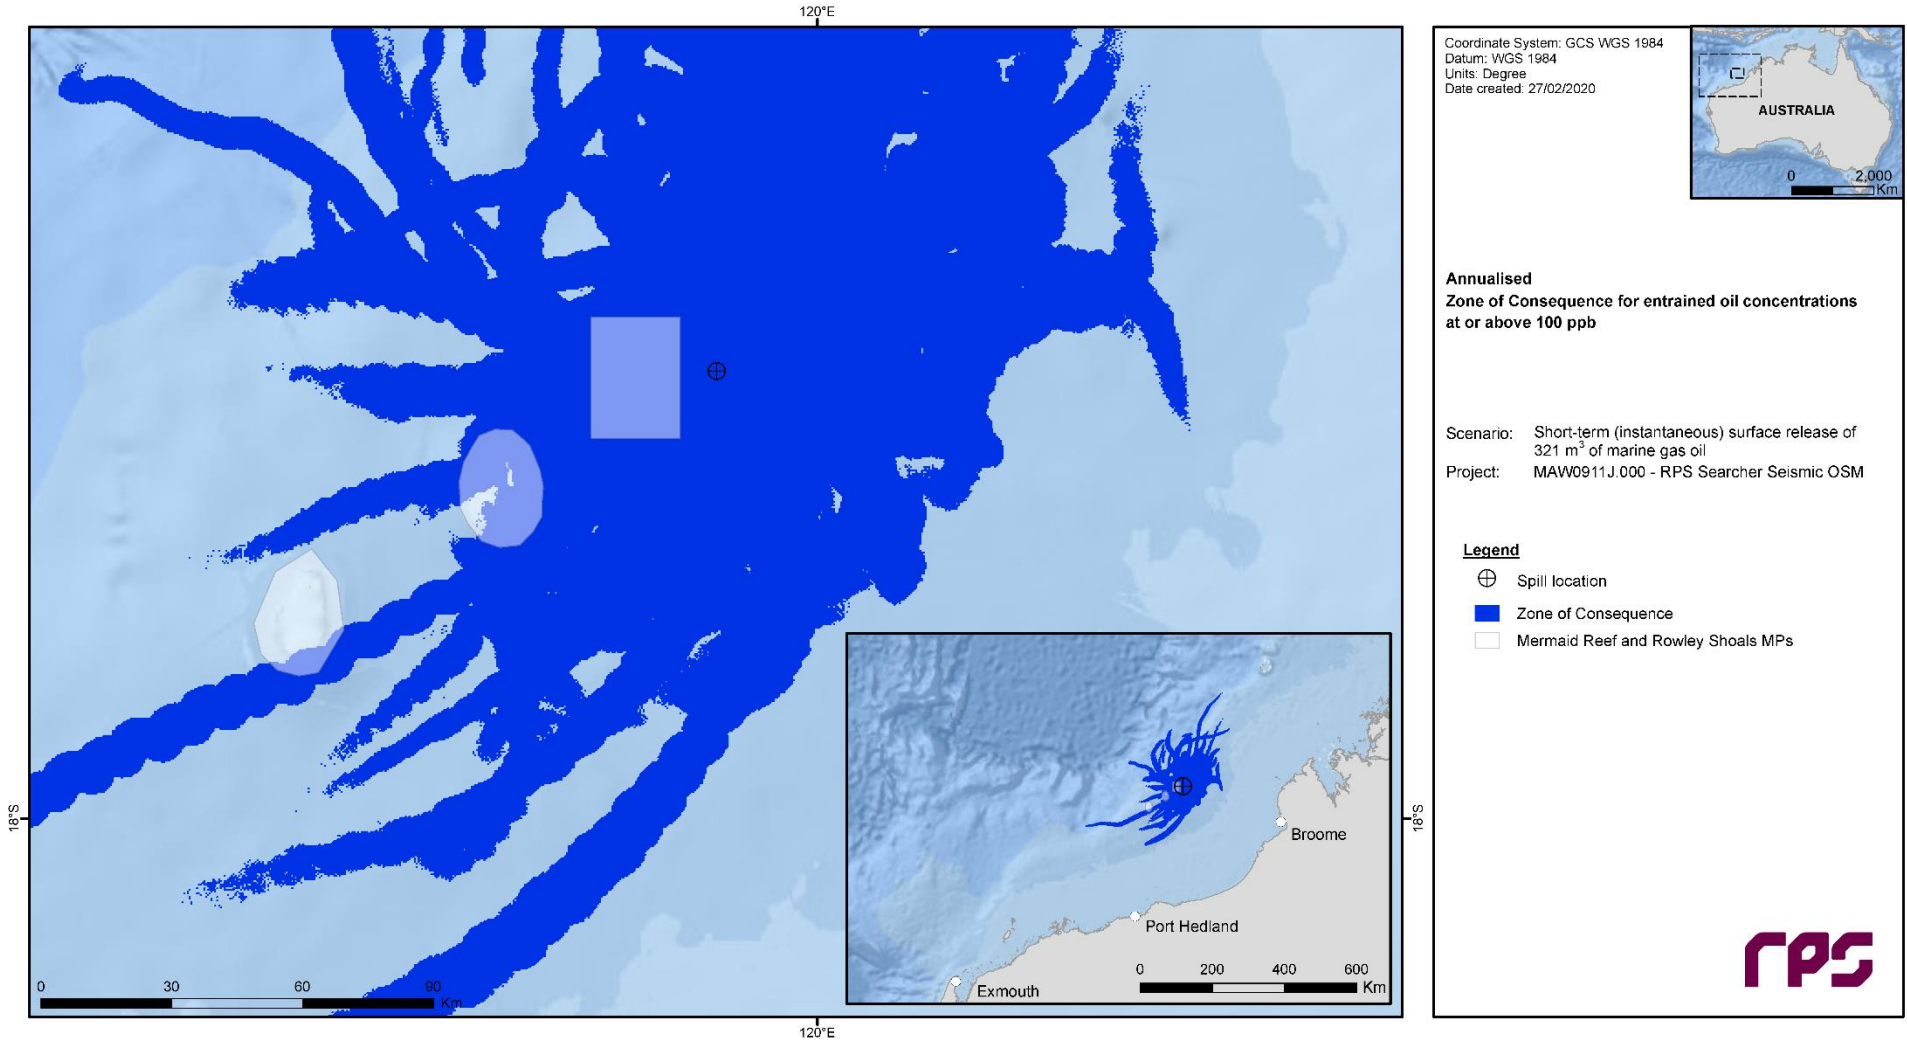 120°E
18°S
18°S
0 30 60 90
Km
120°E
Broome
Port Hedland
Exmouth
0 200 400 600
Km
Coordinate System: GCS WGS 1984
Datum: WGS 1984
Units: Degree
Date created: 27/02/2020
AUSTRALIA
0 2,000
Km
Annualised
Zone of Consequence for entrained oil concentrations
at or above 100 ppb
Scenario: Short-term (instantaneous) surface release of
321 m³ of marine gas oil
Project: MAW0911J.000 - RPS Searcher Seismic OSM
Legend
Spill location
Zone of Consequence
Mermaid Reef and Rowley Shoals MPs
rps